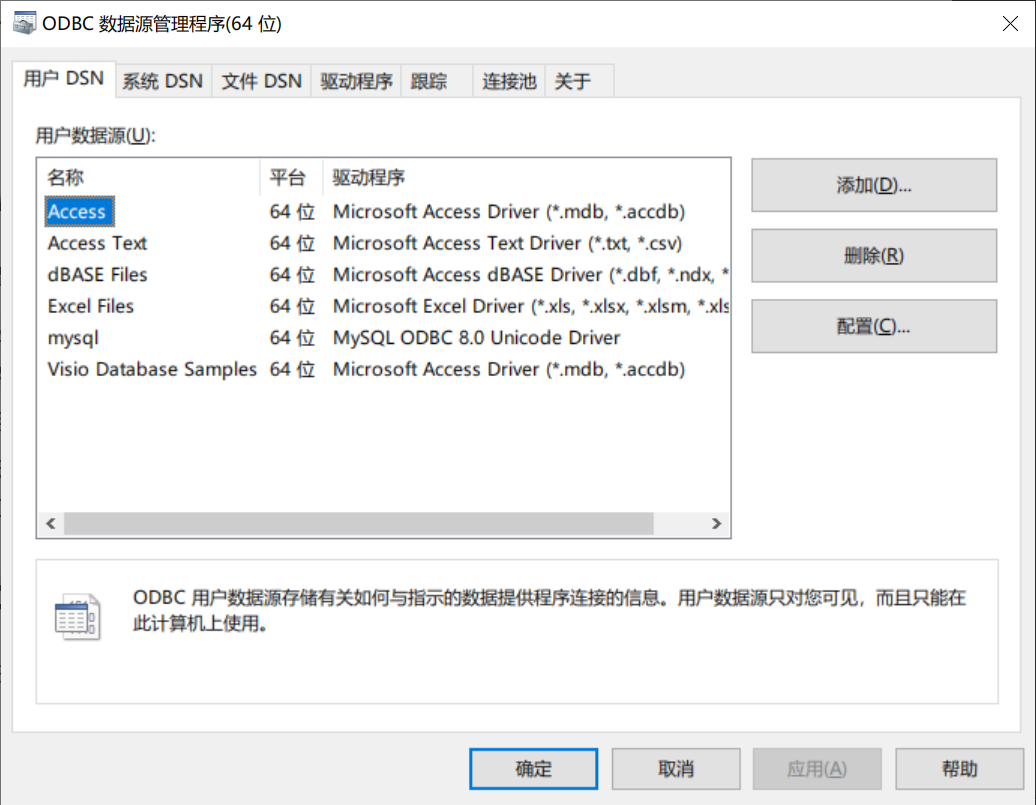 ODBC 数据源管理程序(64 位)
用户 DSN 系统 DSN 文件 DSN 驱动程序 跟踪 连接池 关于
用户数据源(U):
名称 平台 驱动程序
Access 64 位 Microsoft Access Driver (*.mdb, *.accdb)
Access Text 64 位 Microsoft Access Text Driver (*.txt, *.csv)
dBASE Files 64 位 Microsoft Access dBASE Driver (*.dbf, *.ndx, *
Excel Files 64 位 Microsoft Excel Driver (*.xls, *.xlsx, *.xlsm, *.xls
mysql 64 位 MySQL ODBC 8.0 Unicode Driver
Visio Database Samples 64 位 Microsoft Access Driver (*.mdb, *.accdb)
添加(D)...
删除(R)
配置(C)...
ODBC 用户数据源存储有关如何与指示的数据提供程序连接的信息。用户数据源只对您可见，而且只能在
此计算机上使用。
确定 取消 应用(A) 帮助